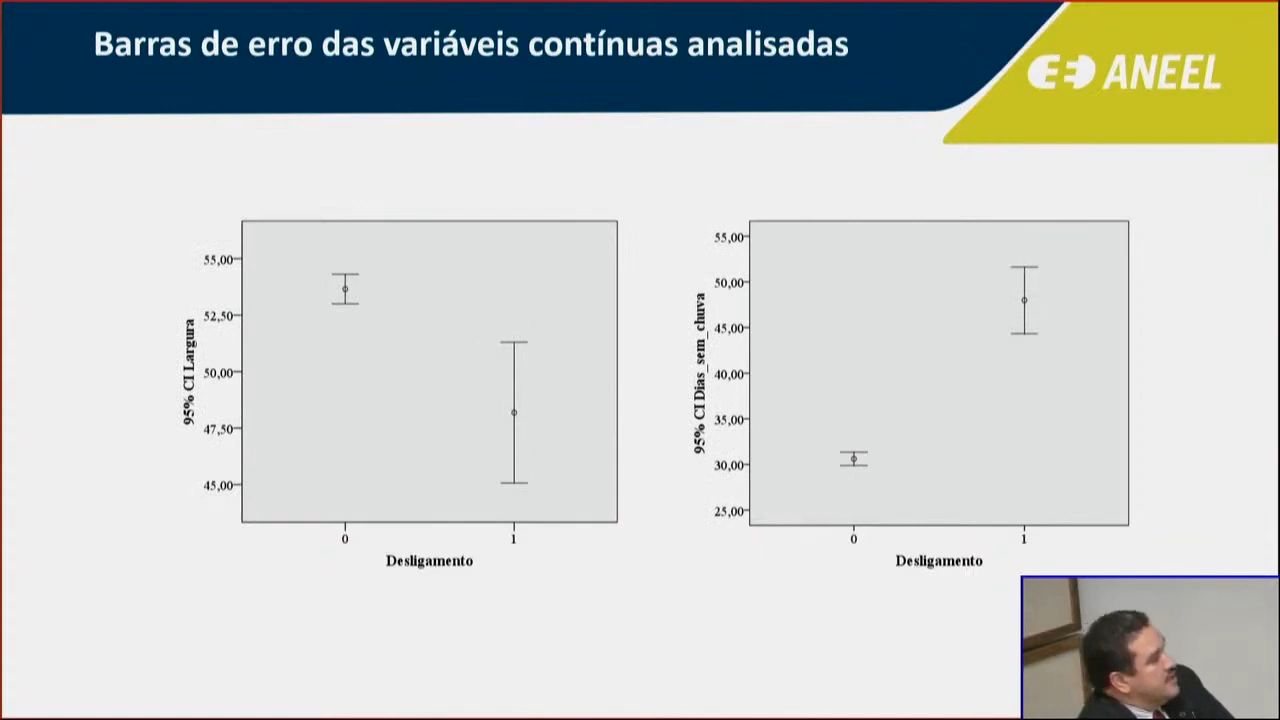 Barras de erro das variáveis contínuas analisadas
ANEEL
95% CI Largura
55,00
52,50
50,00
47,50
45,00
0
1
Desligamento
95% CI Dias_sem_chuva
55,00
50,00
45,00
40,00
35,00
30,00
25,00
0
1
Desligamento